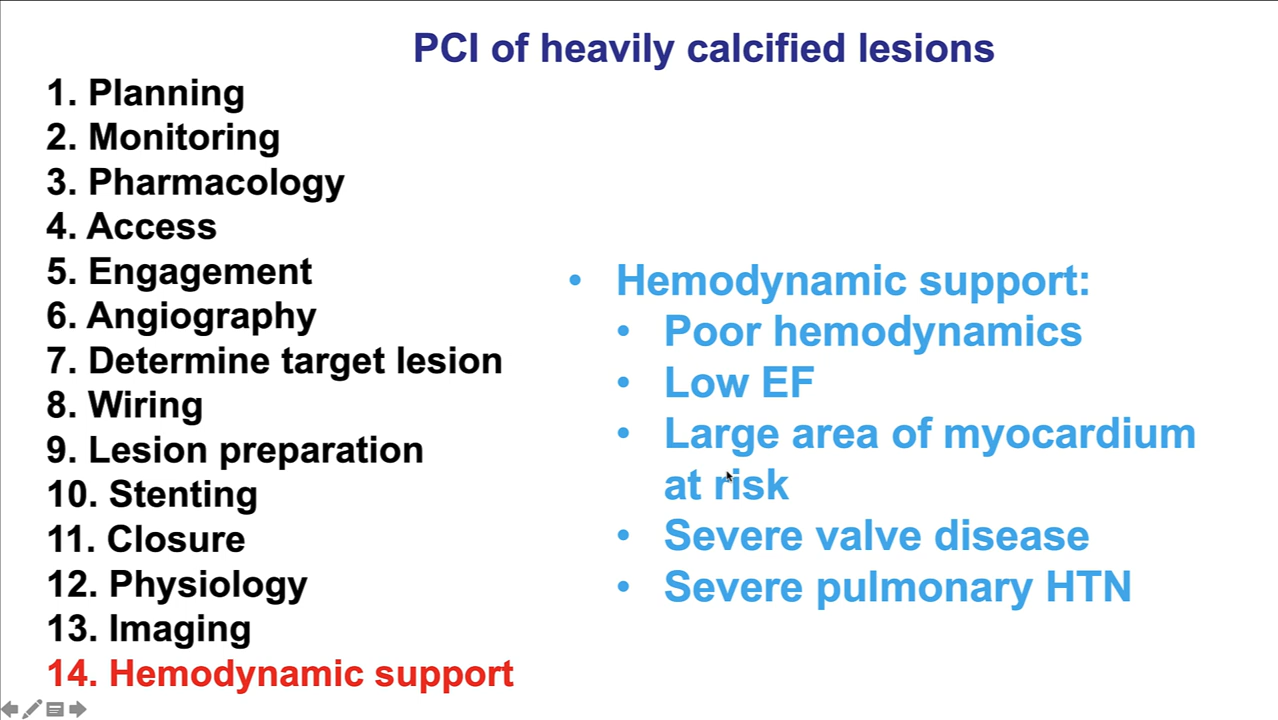 PCI of heavily calcified lesions
1. Planning
2. Monitoring
3. Pharmacology
4. Access
5. Engagement
6. Angiography
7. Determine target lesion
8. Wiring
9. Lesion preparation
10. Stenting
11. Closure
12. Physiology
13. Imaging
14. Hemodynamic support
• Hemodynamic support:
• Poor hemodynamics
• Low EF
• Large area of myocardium
at risk
• Severe valve disease
• Severe pulmonary HTN